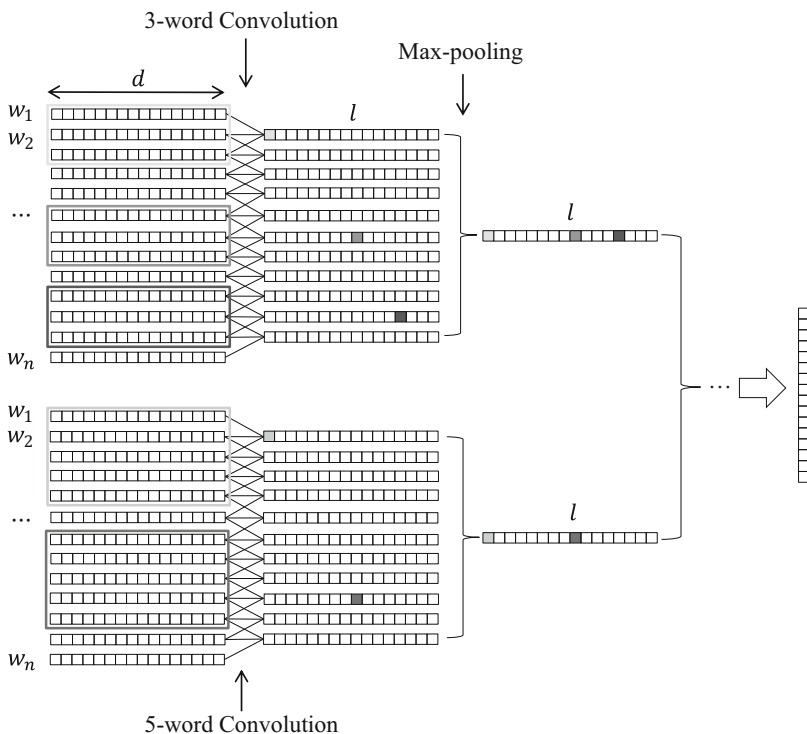 3-word Convolution
Max-pooling
d
l
w1
w2
...
wn
l
...
w1
w2
...
wn
l
5-word Convolution